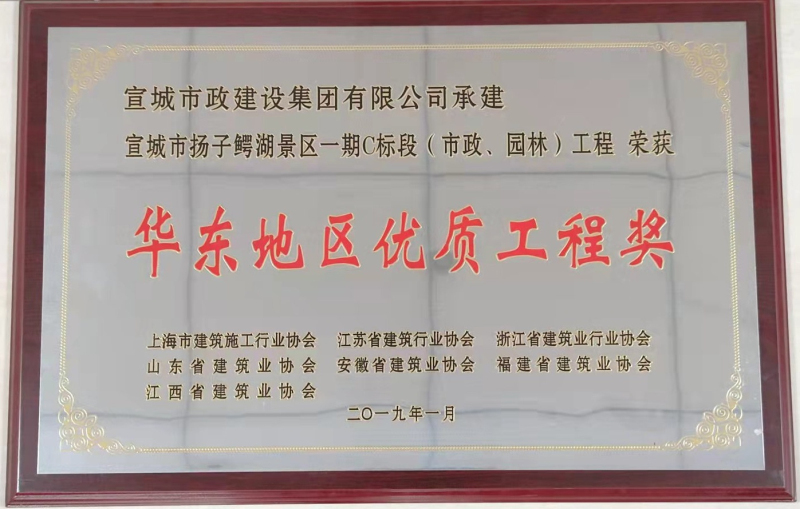 宣城市政建设集团有限公司承建
宣城市扬子鳄湖景区一期C标段（市政、园林）工程 荣获
华东地区优质工程奖
上海市建筑施工行业协会 江苏省建筑行业协会 浙江省建筑业行业协会
山东省建筑业协会 安徽省建筑业协会 福建省建筑业协会
江西省建筑业协会
二〇一九年一月